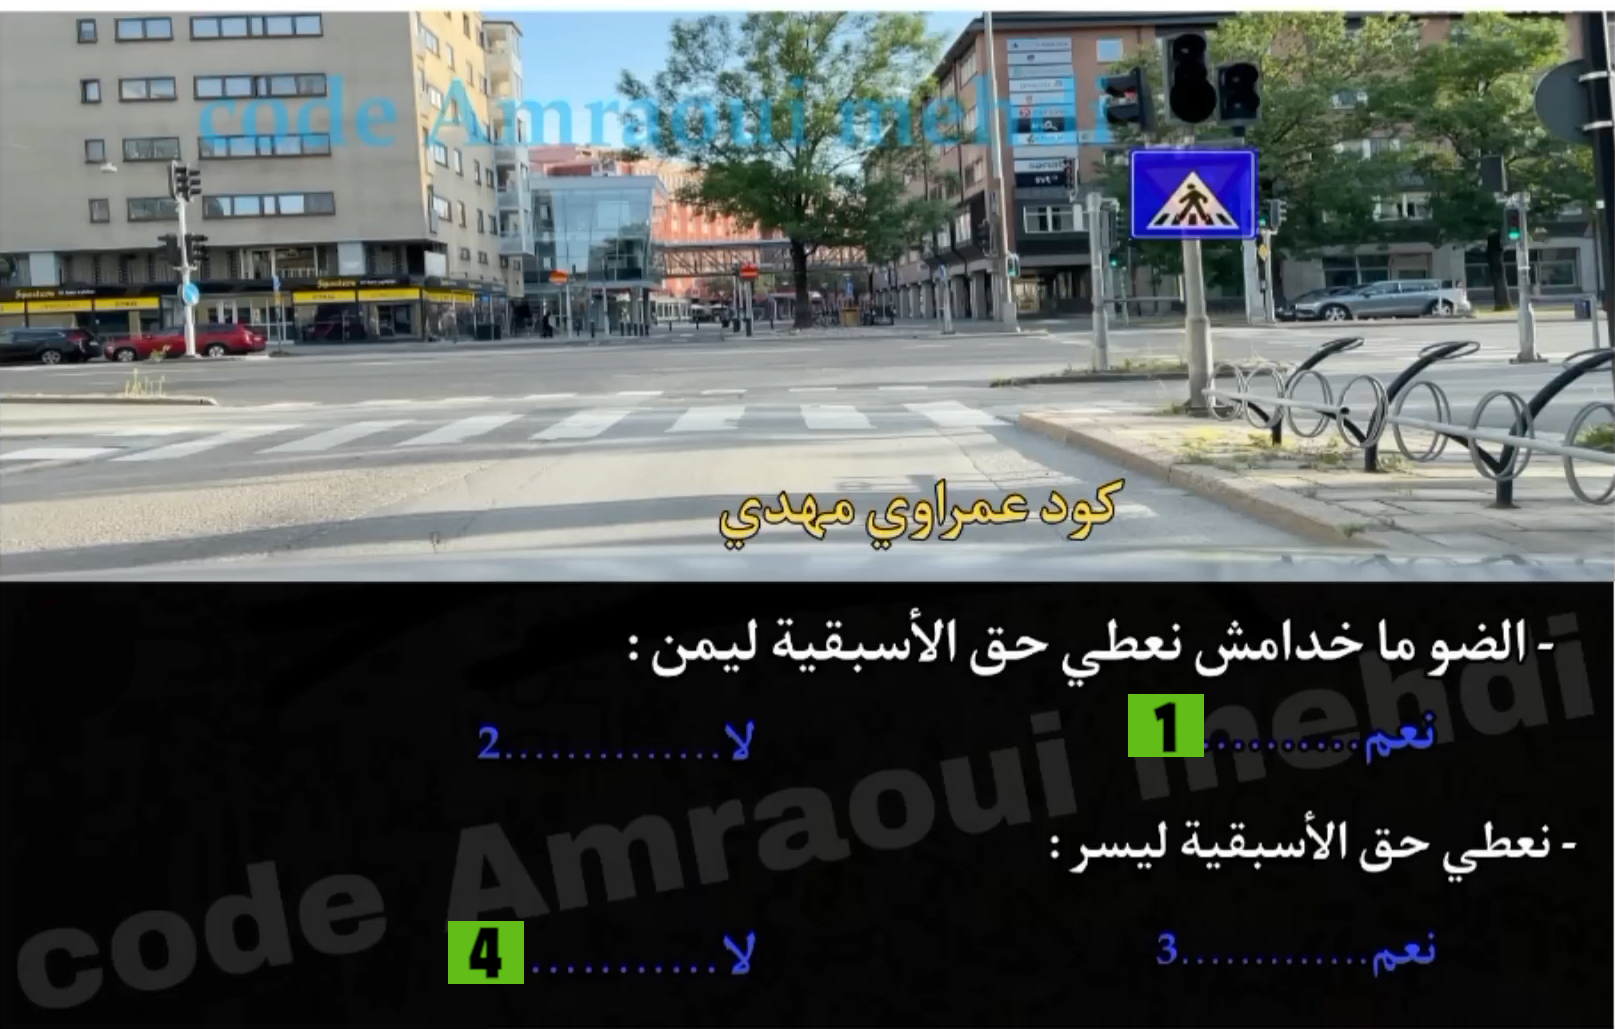 code Amraoui mehdi
كود عمراوي مهدي
- الضو ما خدامش نعطي حق الأسبقية ليمن :
نعم..........1
لا..............2
- نعطي حق الأسبقية ليسر :
نعم.............3
لا...........4
code Amraoui mehdi